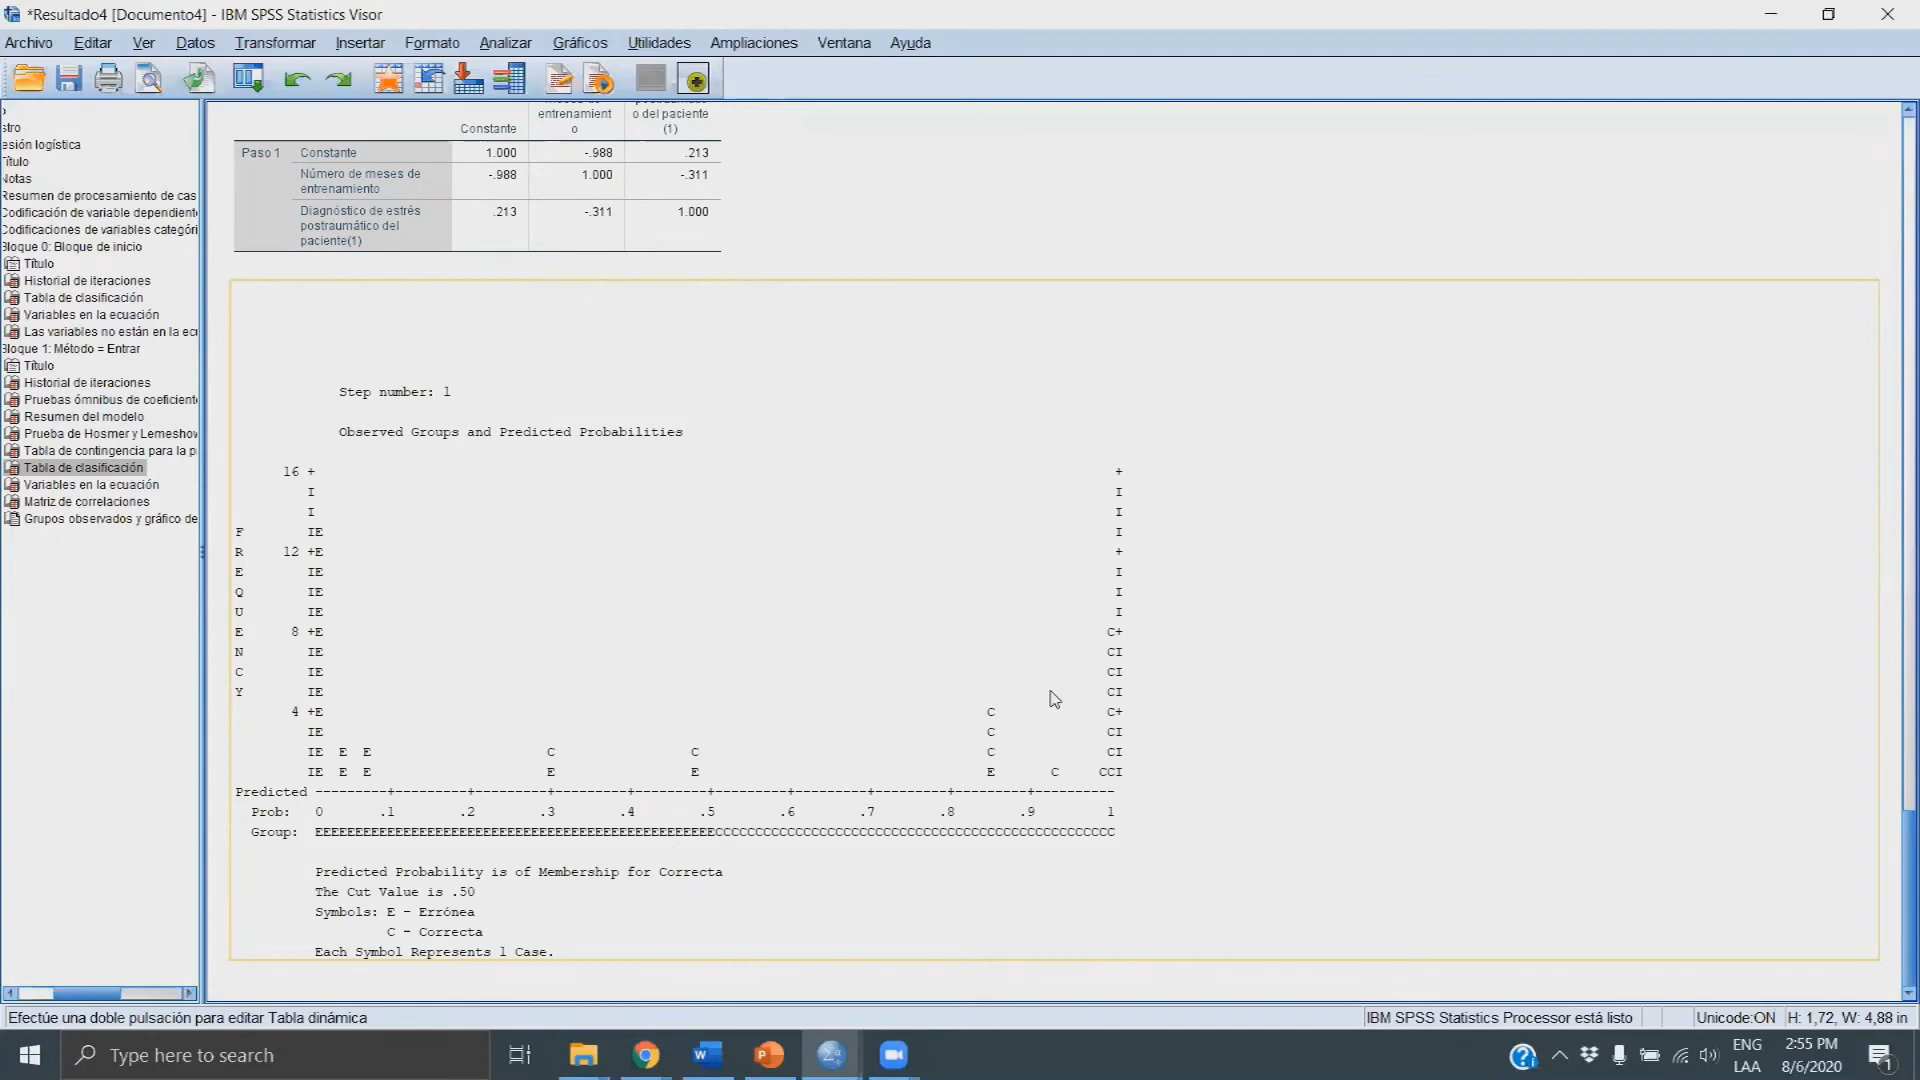 *Resultado4 [Documento4] - IBM SPSS Statistics Visor
Archivo Editar Ver Datos Transformar Insertar Formato Analizar Gráficos Utilidades Ampliaciones Ventana Ayuda
stro
esión logística
Título
Notas
Resumen de procesamiento de cas
Codificación de variable dependient
Codificaciones de variables categóri
Bloque 0: Bloque de inicio
Título
Historial de iteraciones
Tabla de clasificación
Variables en la ecuación
Las variables no están en la ecu
Bloque 1: Método = Entrar
Título
Historial de iteraciones
Pruebas ómnibus de coeficient
Resumen del modelo
Prueba de Hosmer y Lemeshow
Tabla de contingencia para la p
Tabla de clasificación
Variables en la ecuación
Matriz de correlaciones
Grupos observados y gráfico de
entrenamient o del paciente
Constante o (1)
Paso 1 Constante 1.000 -.988 .213
Número de meses de entrenamiento -.988 1.000 -.311
Diagnóstico de estrés postraumático del paciente(1) .213 -.311 1.000
Step number: 1
Observed Groups and Predicted Probabilities
16 + +
I I
I I
F IE I
R 12 +E +
E IE I
Q IE I
U IE I
E 8 +E C+
N IE CI
C IE CI
Y IE CI
4 +E C C+
IE C CI
IE E E C C C CI
IE E E E E E C CCI
Predicted ---------+---------+---------+---------+---------+---------+---------+---------+---------+----------
Prob: 0 .1 .2 .3 .4 .5 .6 .7 .8 .9 1
Group: EEEEEEEEEEEEEEEEEEEEEEEEEEEEEEEEEEEEEEEEEEEEEEEEEECCCCCCCCCCCCCCCCCCCCCCCCCCCCCCCCCCCCCCCCCCCCCCCCCC
Predicted Probability is of Membership for Correcta
The Cut Value is .50
Symbols: E - Errónea
C - Correcta
Each Symbol Represents 1 Case.
Efectúe una doble pulsación para editar Tabla dinámica IBM SPSS Statistics Processor está listo Unicode:ON H: 1,72, W: 4,88 in
Type here to search
ENG
LAA
2:55 PM
8/6/2020
1